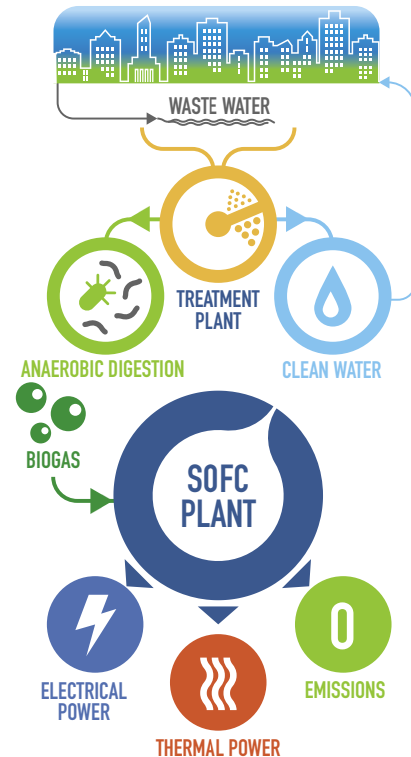 WASTE WATER
TREATMENT
PLANT
ANAEROBIC DIGESTION
CLEAN WATER
BIOGAS
SOFC
PLANT
ELECTRICAL
POWER
0
EMISSIONS
THERMAL POWER